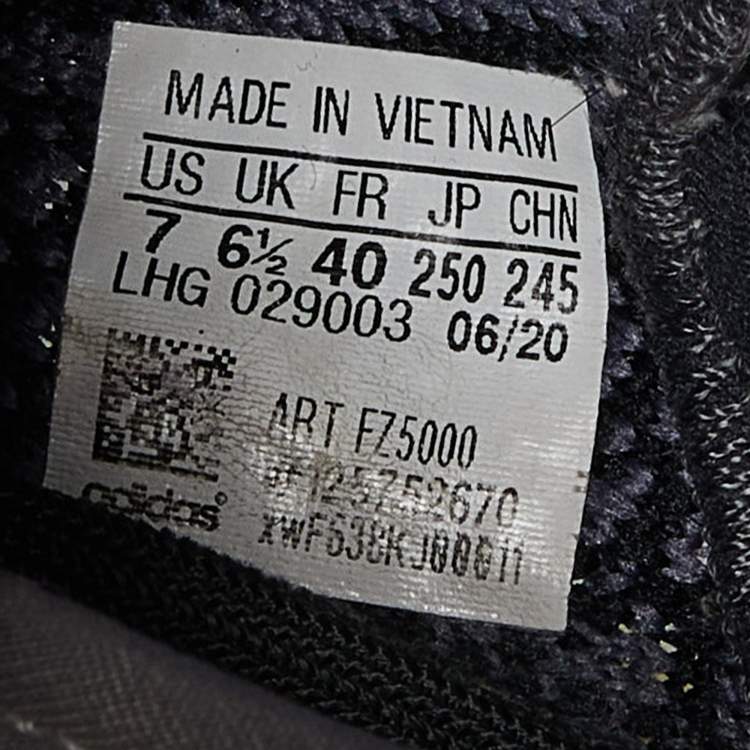 MADE IN VIETNAM
US UK FR JP CHN
7 6½ 40 250 245
LHG 029003 06/20
ART FZ5000
adidas®